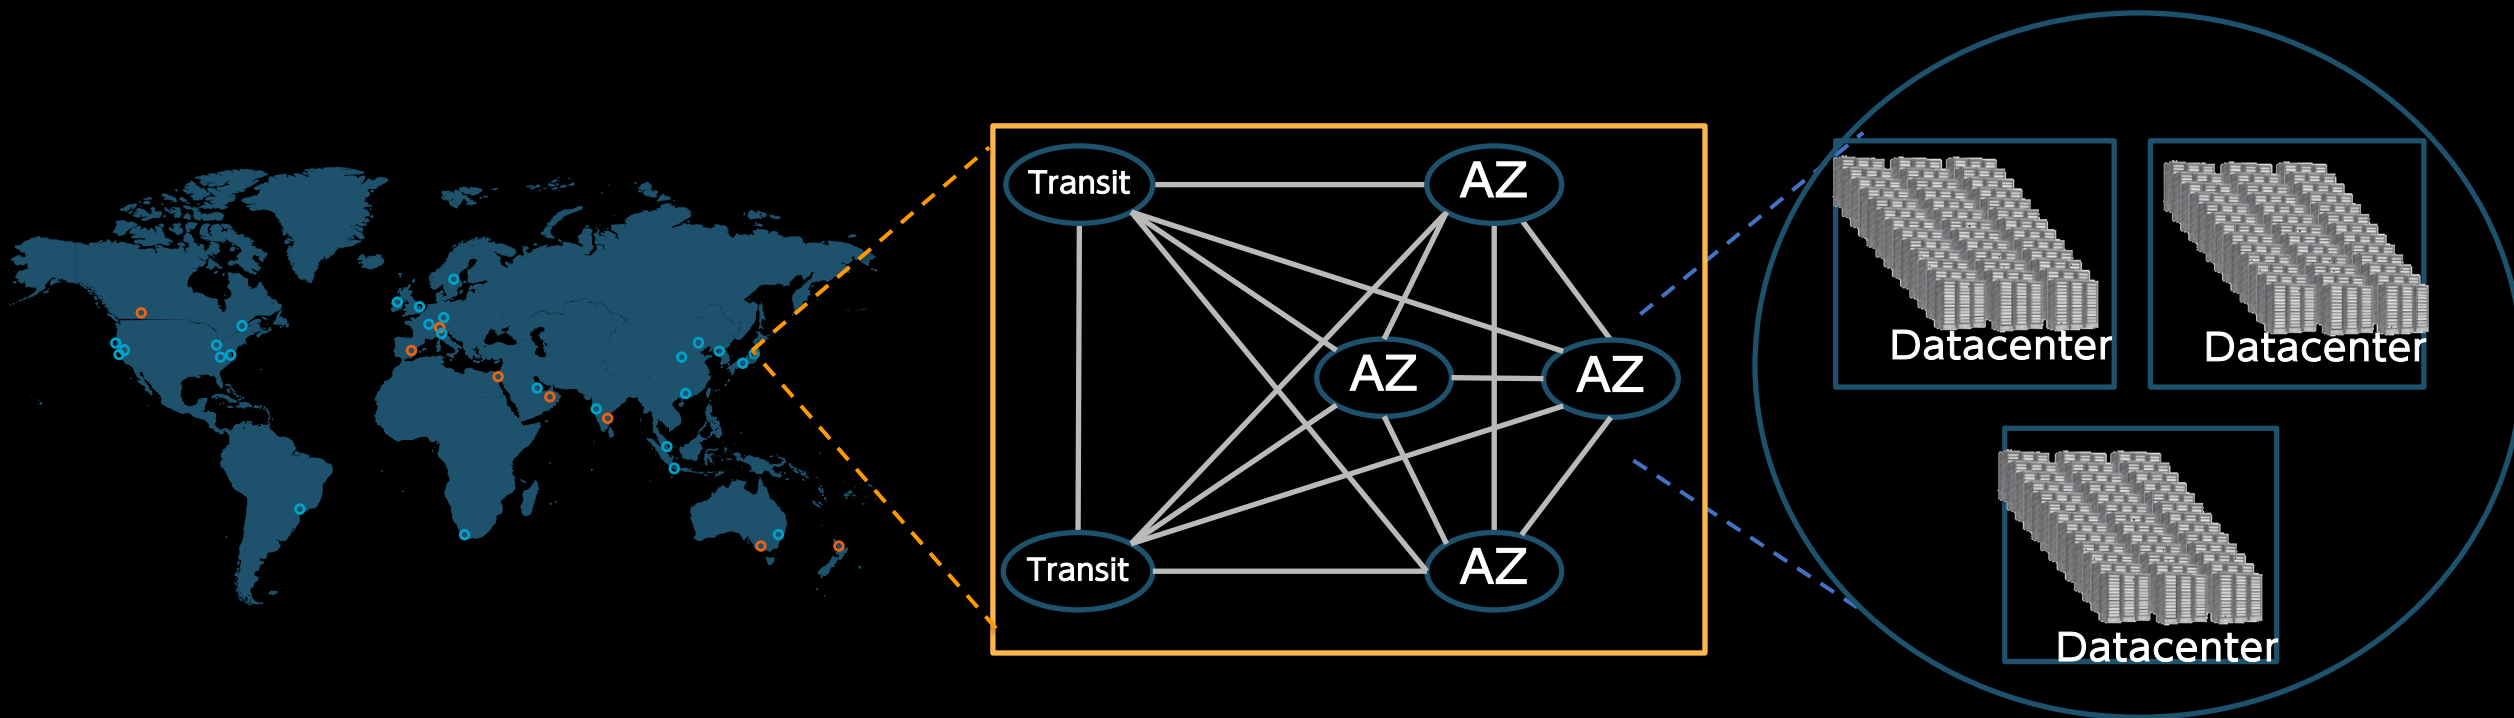 Transit
AZ
AZ
AZ
Transit
AZ
Datacenter
Datacenter
Datacenter